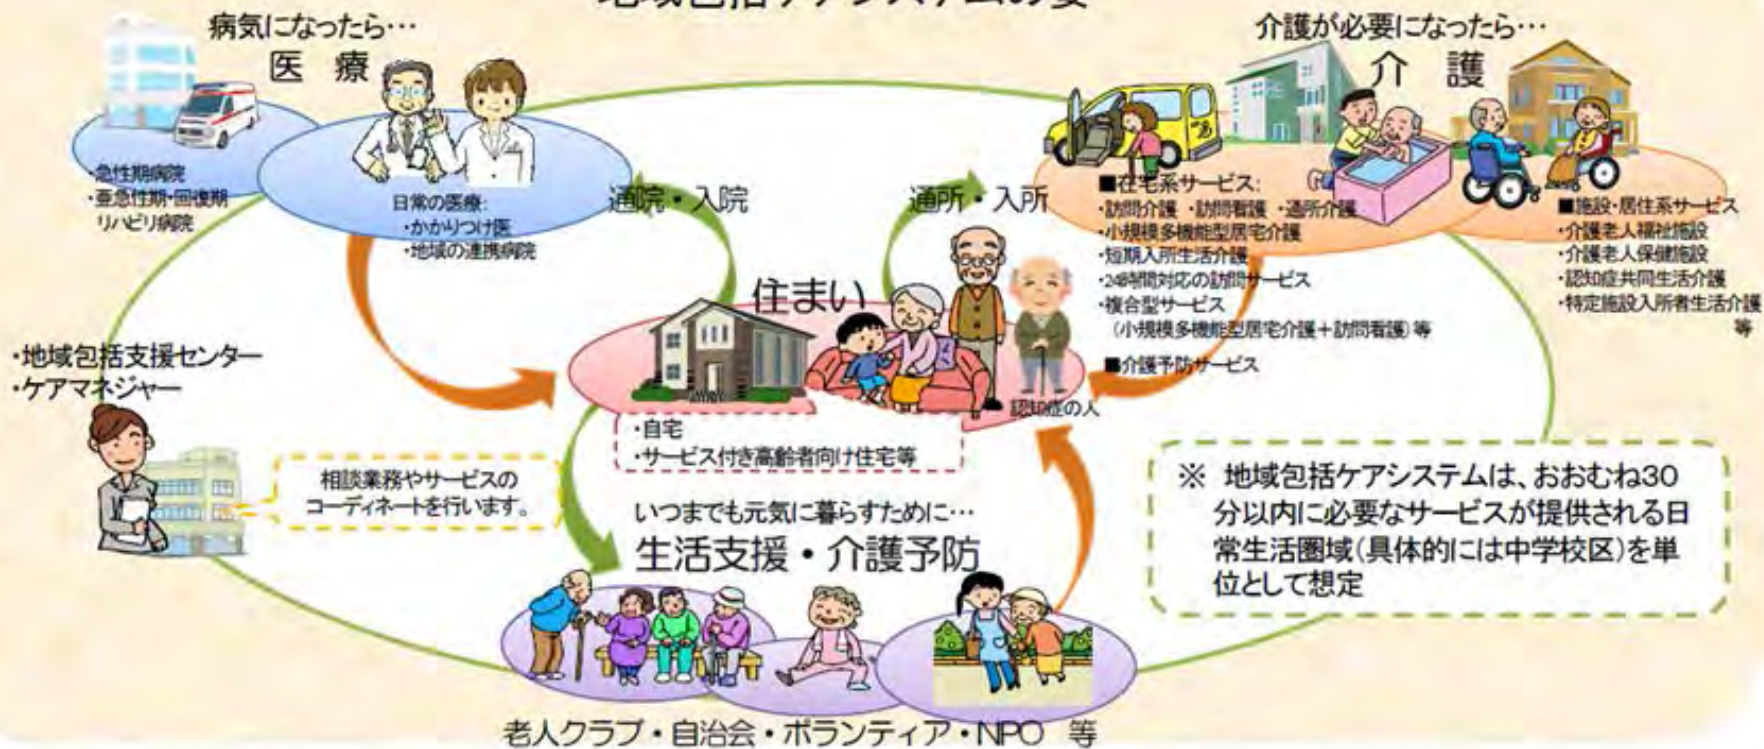 地域包括ケアシステムの姿
病気になったら…
医 療
・急性期病院
・亜急性期・回復期
リハビリ病院
日常の医療:
・かかりつけ医
・地域の連携病院
通院・入院
通所・入所
介護が必要になったら…
介 護
■在宅系サービス:
・訪問介護 ・訪問看護 ・通所介護
・小規模多機能型居宅介護
・短期入所生活介護
・24時間対応の訪問サービス
・複合型サービス
(小規模多機能型居宅介護+訪問看護)等
■介護予防サービス
■施設・居住系サービス
・介護老人福祉施設
・介護老人保健施設
・認知症共同生活介護
・特定施設入所者生活介護
等
住まい
認知症の人
・自宅
・サービス付き高齢者向け住宅等
・地域包括支援センター
・ケアマネジャー
相談業務やサービスの
コーディネートを行います。
いつまでも元気に暮らすために…
生活支援・介護予防
老人クラブ・自治会・ボランティア・NPO 等
※ 地域包括ケアシステムは、おおむね30
分以内に必要なサービスが提供される日
常生活圏域(具体的には中学校区)を単
位として想定